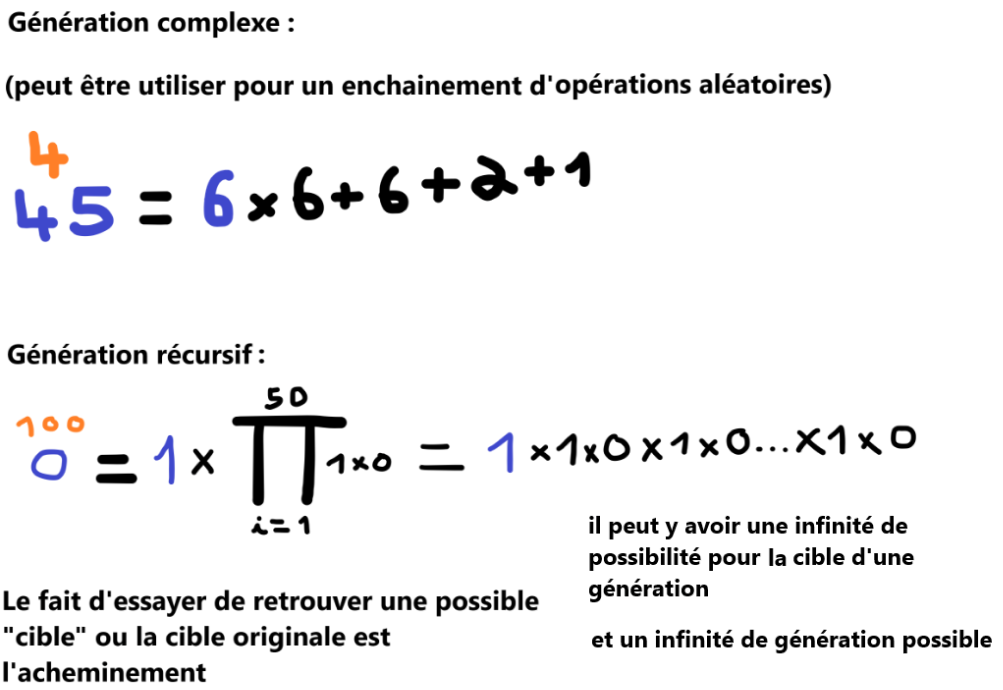 Génération complexe :
(peut être utiliser pour un enchainement d'opérations aléatoires)
4
45 = 6 × 6 + 6 + 2 + 1
Génération récursif :
50
100
0 = 1 × ∏ 1 × 0 = 1 × 1 × 0 × 1 × 0 ... × 1 × 0
i = 1
il peut y avoir une infinité de
possibilité pour la cible d'une
génération
et un infinité de génération possible
Le fait d'essayer de retrouver une possible
"cible" ou la cible originale est
l'acheminement